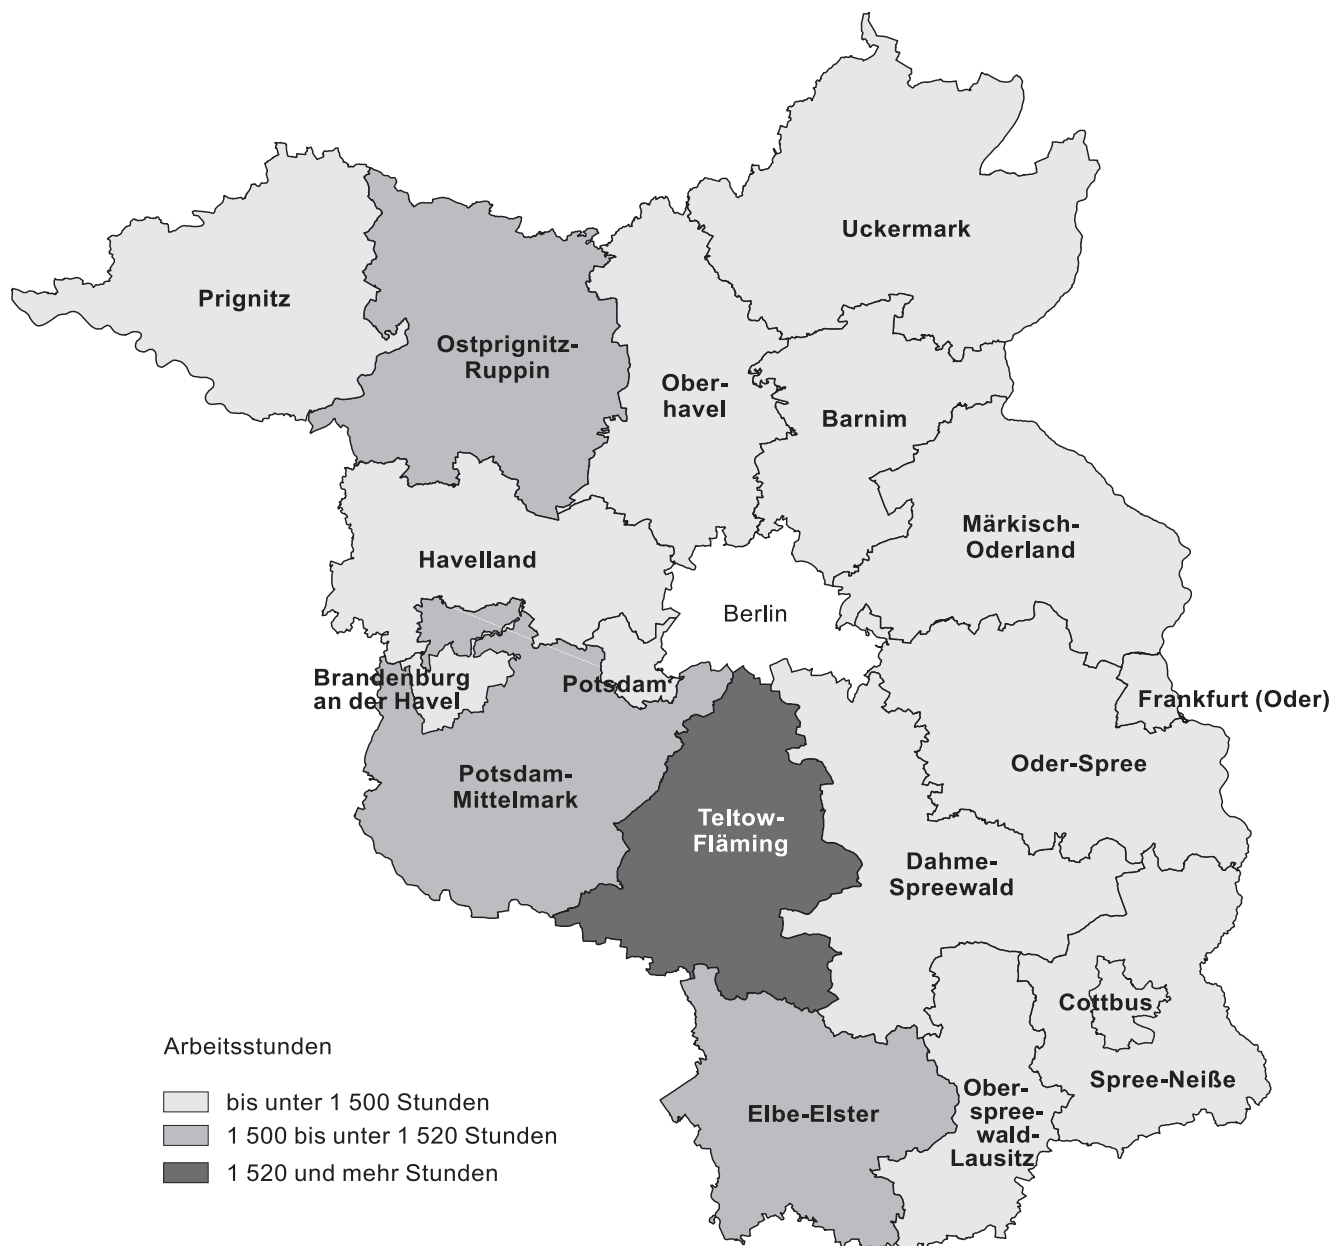 Uckermark
Prignitz
Ostprignitz-
Ruppin
Ober-
havel
Barnim
Märkisch-
Oderland
Havelland
Berlin
Brandenburg
an der Havel
Potsdam
Frankfurt (Oder)
Potsdam-
Mittelmark
Oder-Spree
Teltow-
Fläming
Dahme-
Spreewald
Cottbus
Spree-Neiße
Elbe-Elster
Ober-
spree-
wald-
Lausitz
Arbeitsstunden
bis unter 1 500 Stunden
1 500 bis unter 1 520 Stunden
1 520 und mehr Stunden